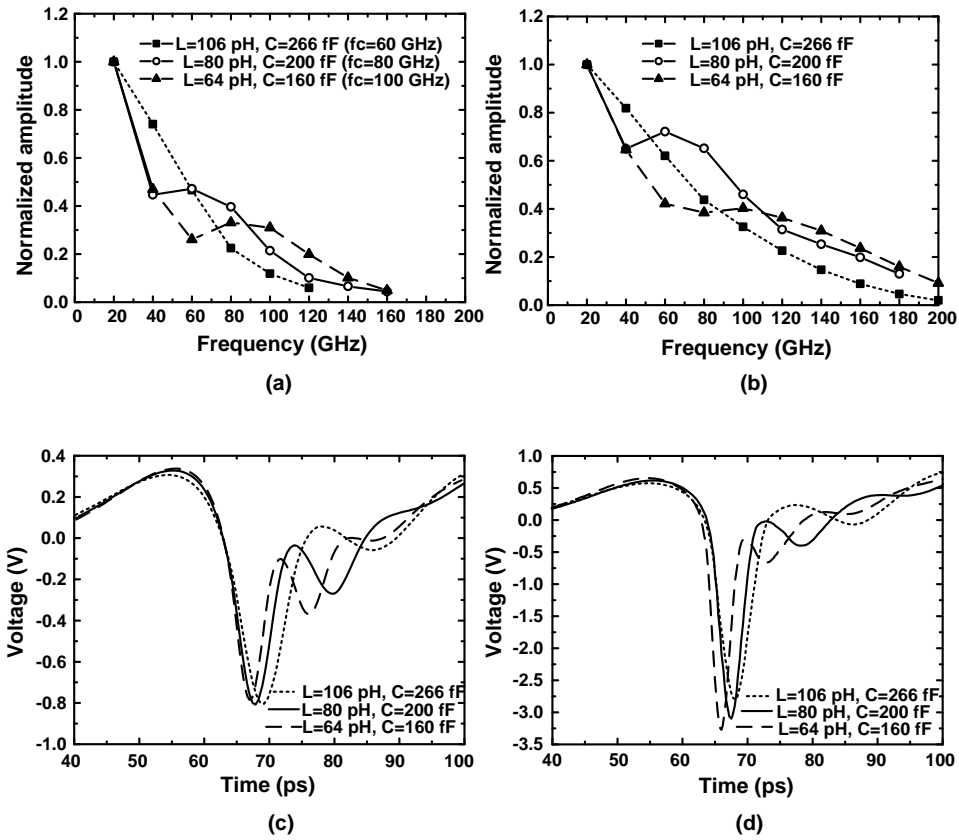 1.2
1.0
0.8
0.6
0.4
0.2
0.0
Normalized amplitude
L=106 pH, C=266 fF (fc=60 GHz)
L=80 pH, C=200 fF (fc=80 GHz)
L=64 pH, C=160 fF (fc=100 GHz)
0 20 40 60 80 100 120 140 160 180 200
Frequency (GHz)
(a)
1.2
1.0
0.8
0.6
0.4
0.2
0.0
Normalized amplitude
L=106 pH, C=266 fF
L=80 pH, C=200 fF
L=64 pH, C=160 fF
0 20 40 60 80 100 120 140 160 180 200
Frequency (GHz)
(b)
0.4
0.2
0.0
-0.2
-0.4
-0.6
-0.8
-1.0
Voltage (V)
L=106 pH, C=266 fF
L=80 pH, C=200 fF
L=64 pH, C=160 fF
40 50 60 70 80 90 100
Time (ps)
(c)
1.0
0.5
0.0
-0.5
-1.0
-1.5
-2.0
-2.5
-3.0
-3.5
Voltage (V)
L=106 pH, C=266 fF
L=80 pH, C=200 fF
L=64 pH, C=160 fF
40 50 60 70 80 90 100
Time (ps)
(d)